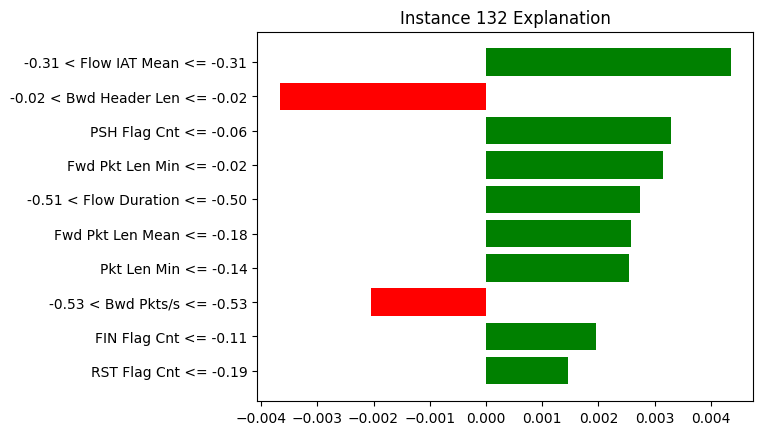 Instance 132 Explanation
-0.31 < Flow IAT Mean <= -0.31
-0.02 < Bwd Header Len <= -0.02
PSH Flag Cnt <= -0.06
Fwd Pkt Len Min <= -0.02
-0.51 < Flow Duration <= -0.50
Fwd Pkt Len Mean <= -0.18
Pkt Len Min <= -0.14
-0.53 < Bwd Pkts/s <= -0.53
FIN Flag Cnt <= -0.11
RST Flag Cnt <= -0.19
−0.004 −0.003 −0.002 −0.001 0.000 0.001 0.002 0.003 0.004